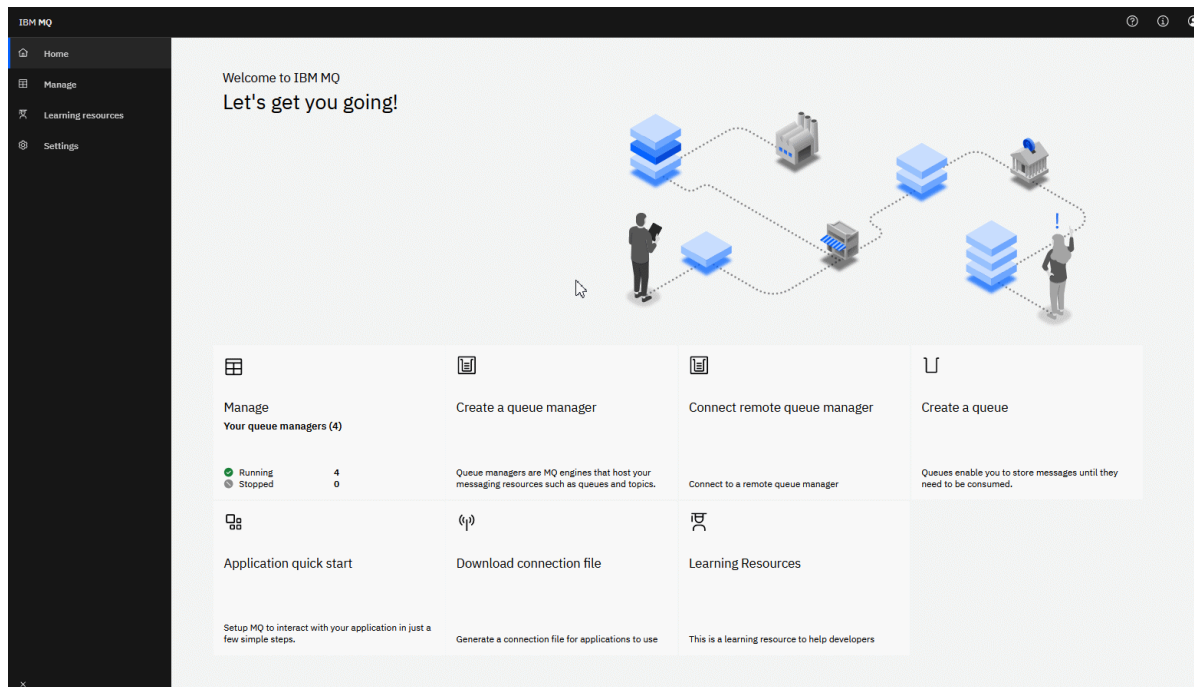 IBM MQ
Home
Manage
Learning resources
Settings
Welcome to IBM MQ
Let's get you going!
Manage
Your queue managers (4)
Running 4
Stopped 0
Create a queue manager
Queue managers are MQ engines that host your
messaging resources such as queues and topics.
Connect remote queue manager
Connect to a remote queue manager
Create a queue
Queues enable you to store messages until they
need to be consumed.
Application quick start
Setup MQ to interact with your application in just a
few simple steps.
Download connection file
Generate a connection file for applications to use
Learning Resources
This is a learning resource to help developers